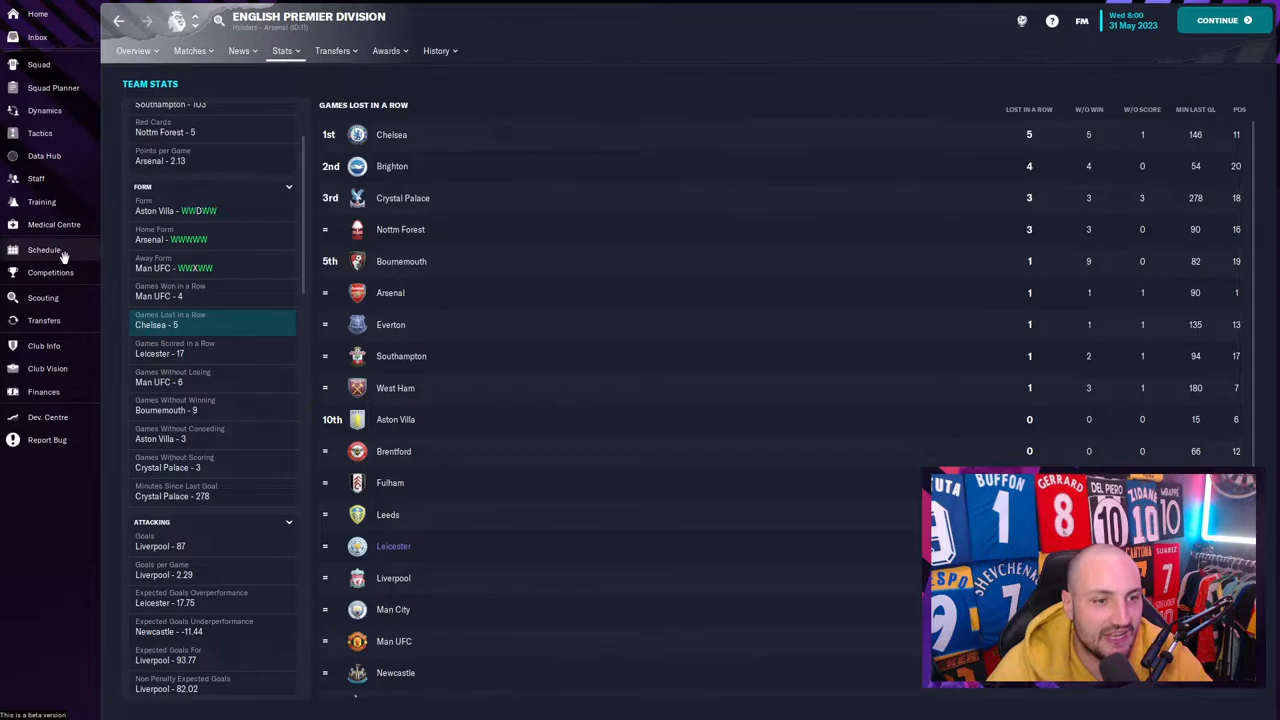 Home
Inbox
Squad
Squad Planner
Dynamics
Tactics
Data Hub
Staff
Training
Medical Centre
Schedule
Competitions
Scouting
Transfers
Club Info
Club Vision
Finances
Dev. Centre
Report Bug
This is a beta version
ENGLISH PREMIER DIVISION
Holders - Arsenal (ID:11)
FM
Wed 8:00
31 May 2023
CONTINUE
Overview
Matches
News
Stats
Transfers
Awards
History
TEAM STATS
Southampton - 103
Red Cards
Nottm Forest - 5
Points per Game
Arsenal - 2.13
FORM
Form
Aston Villa - WWDWW
Home Form
Arsenal - WWWWW
Away Form
Man UFC - WWXWW
Games Won in a Row
Man UFC - 4
Games Lost in a Row
Chelsea - 5
Games Scored in a Row
Leicester - 17
Games Without Losing
Man UFC - 6
Games Without Winning
Bournemouth - 9
Games Without Conceding
Aston Villa - 3
Games Without Scoring
Crystal Palace - 3
Minutes Since Last Goal
Crystal Palace - 278
ATTACKING
Goals
Liverpool - 87
Goals per Game
Liverpool - 2.29
Expected Goals Overperformance
Leicester - 17.75
Expected Goals Underperformance
Newcastle - -11.44
Expected Goals For
Liverpool - 93.77
Non Penalty Expected Goals
Liverpool - 82.02
GAMES LOST IN A ROW LOST IN A ROW W/O WIN W/O SCORE MIN LAST GL POS
1st Chelsea 5 5 1 146 11
2nd Brighton 4 4 0 54 20
3rd Crystal Palace 3 3 3 278 18
= Nottm Forest 3 3 0 90 16
5th Bournemouth 1 9 0 82 19
= Arsenal 1 1 1 90 1
= Everton 1 1 1 135 13
= Southampton 1 2 1 94 17
= West Ham 1 3 1 180 7
10th Aston Villa 0 0 0 15 6
= Brentford 0 0 0 66 12
= Fulham
= Leeds
= Leicester
= Liverpool
= Man City
= Man UFC
= Newcastle
BUFFON
1
GERRARD
8
DEL PIERO
10
ZIDANE
10
MBAPPÉ
10
SHEVCHENKO
7
CANTONA
7
SUAREZ
7
9